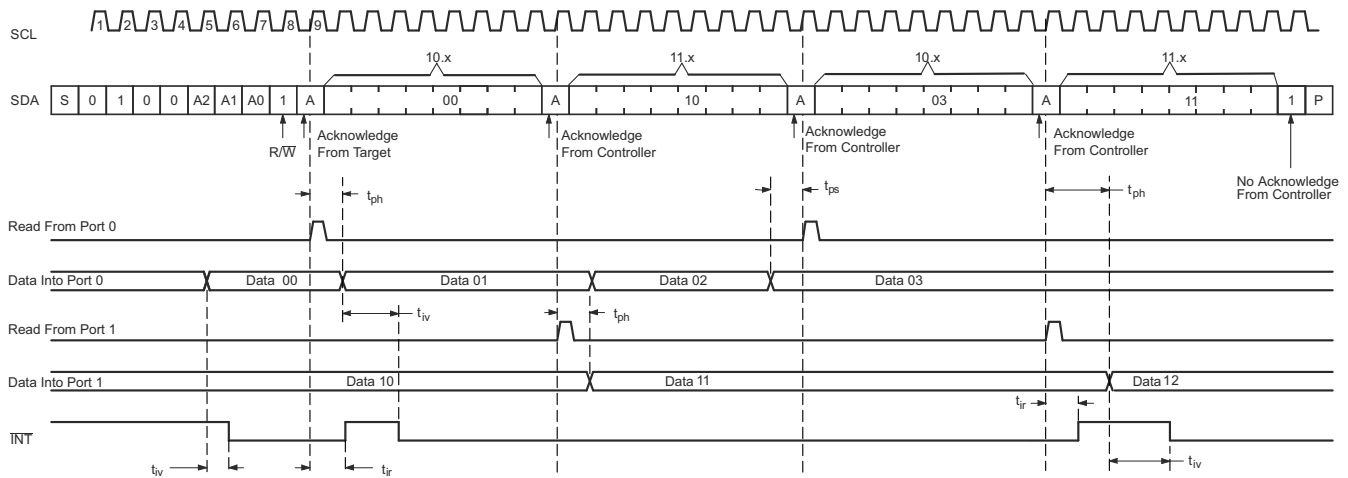 SCL 1 2 3 4 5 6 7 8 9
10.x 11.x 10.x 11.x
SDA S 0 1 0 0 A2 A1 A0 1 A 00 A 10 A 03 A 11 1 P
R/W
Acknowledge
From Target
Acknowledge
From Controller
Acknowledge
From Controller
Acknowledge
From Controller
No Acknowledge
From Controller
tph tps tph
Read From Port 0
Data Into Port 0 Data 00 Data 01 Data 02 Data 03
tiv tph
Read From Port 1
Data Into Port 1 Data 10 Data 11 Data 12
tir
INT
tiv tir tiv